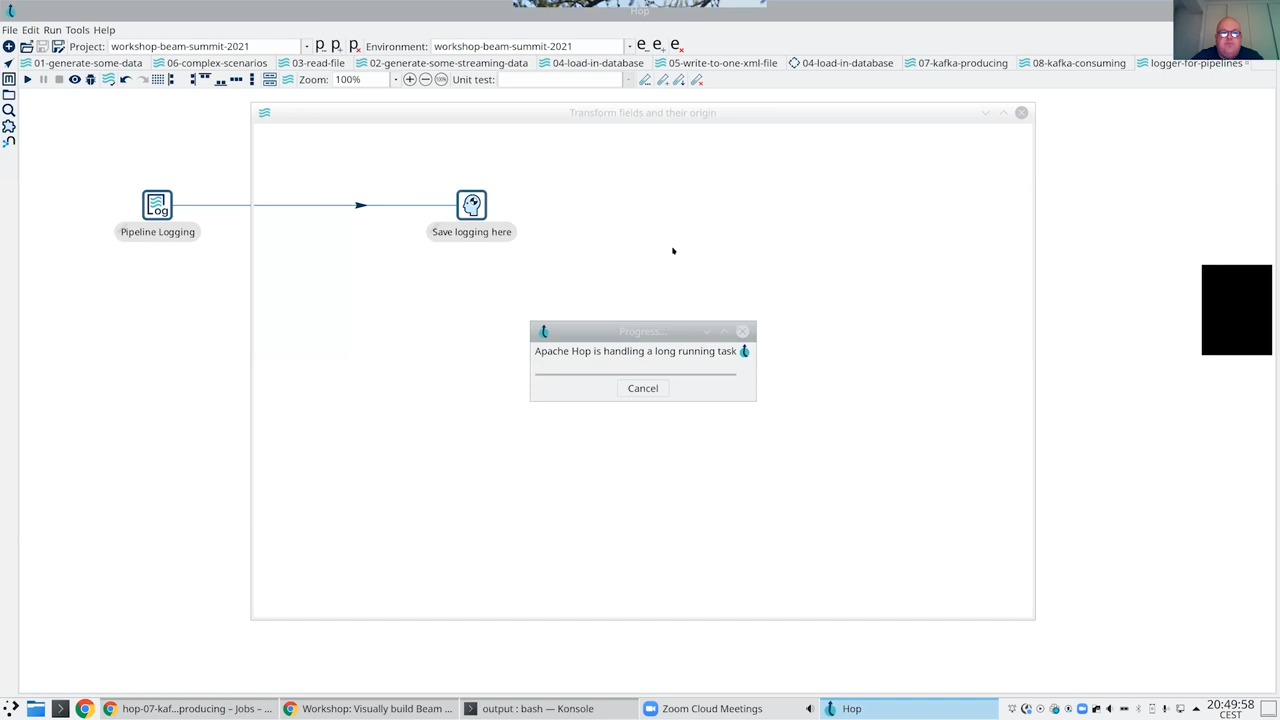 Hop
File Edit Run Tools Help
Project: workshop-beam-summit-2021 Environment: workshop-beam-summit-2021
01-generate-some-data 06-complex-scenarios 03-read-file 02-generate-some-streaming-data 04-load-in-database 05-write-to-one-xml-file 04-load-in-database 07-kafka-producing 08-kafka-consuming logger-for-pipelines
Zoom: 100% Unit test:
Transform fields and their origin
Log
Pipeline Logging Save logging here
Progress...
Apache Hop is handling a long running task
Cancel
hop-07-kaf...producing – Jobs – ... Workshop: Visually build Beam ... output : bash — Konsole Zoom Cloud Meetings Hop 20:49:58
CEST